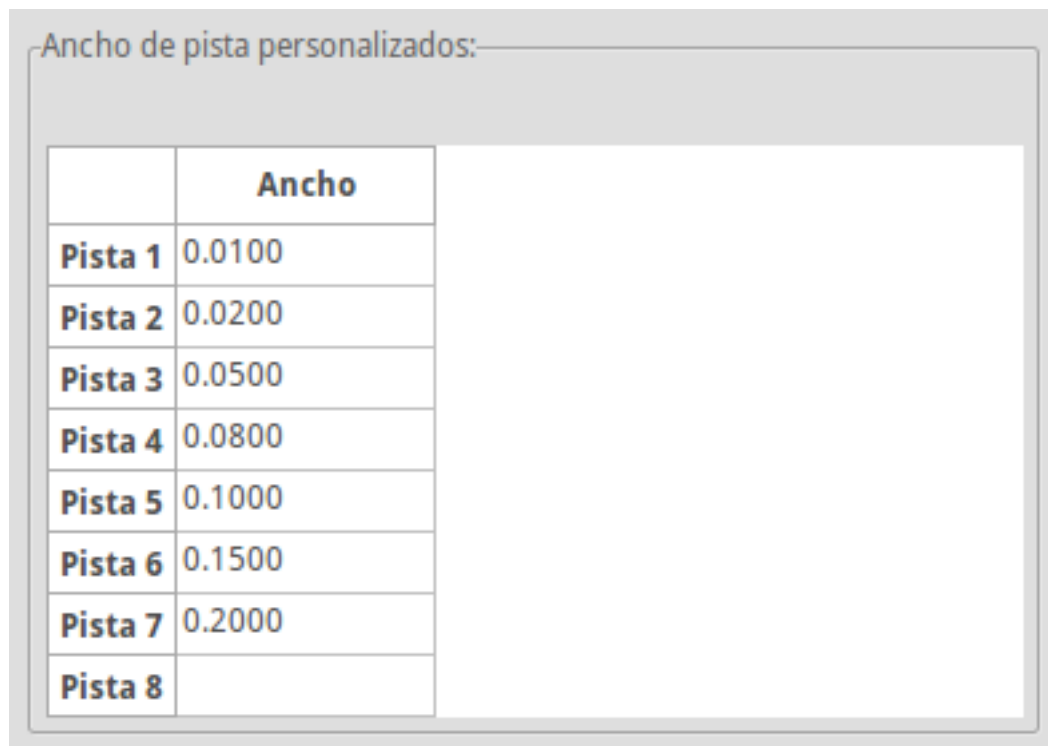 Ancho de pista personalizados:
Ancho
Pista 1 0.0100
Pista 2 0.0200
Pista 3 0.0500
Pista 4 0.0800
Pista 5 0.1000
Pista 6 0.1500
Pista 7 0.2000
Pista 8